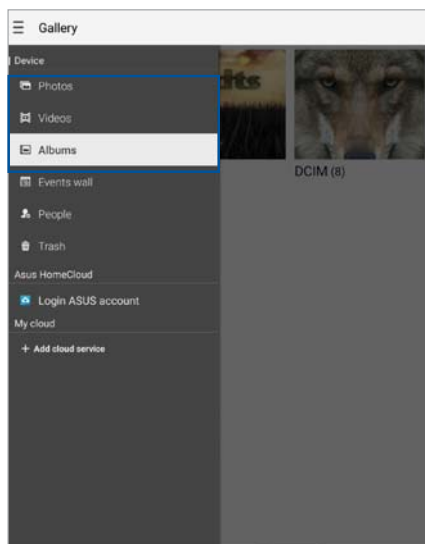 Gallery
Device
Photos
Videos
Albums
Events wall
People
Trash
Asus HomeCloud
Login ASUS account
My cloud
+ Add cloud service
DCIM (8)